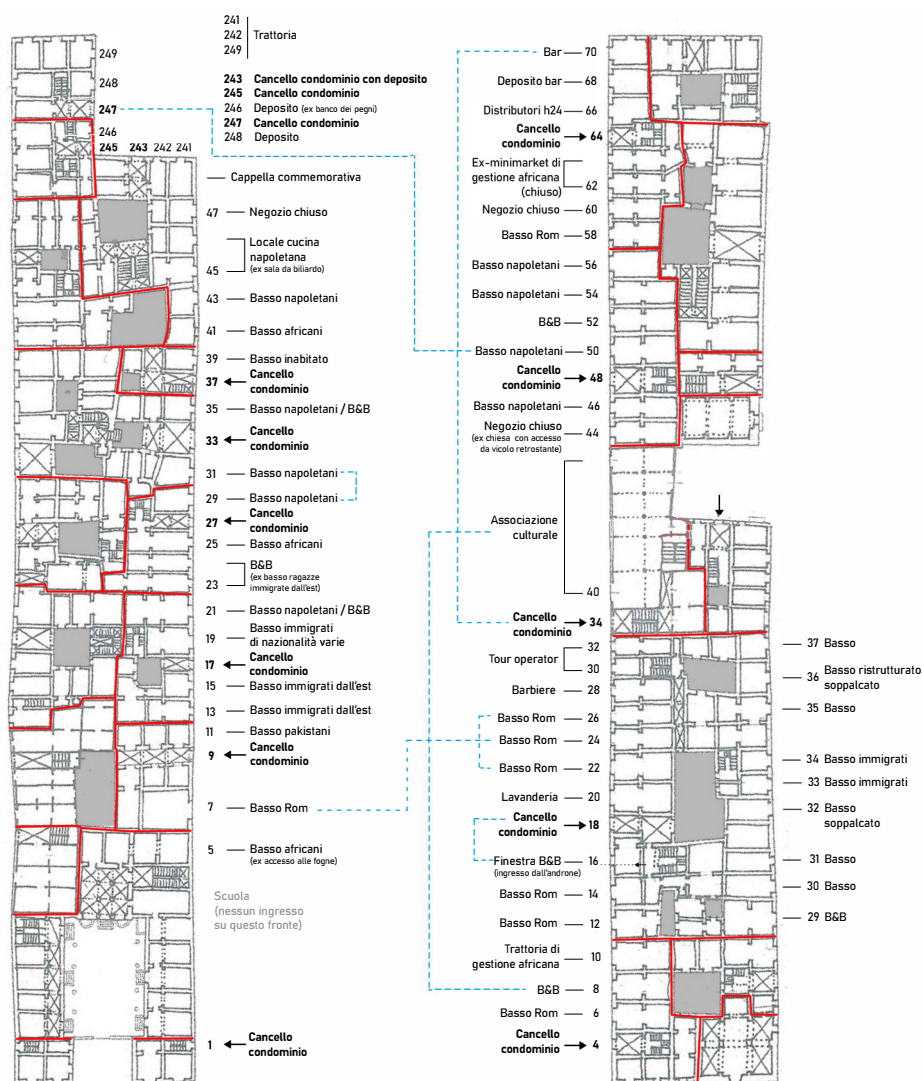 241
242 Trattoria
249
243 Cancello condominio con deposito
245 Cancello condominio
246 Deposito (ex banco dei pegni)
247 Cancello condominio
248 Deposito
249
248
247
246
245 243 242 241
Cappella commemorativa
47 Negozio chiuso
Locale cucina
napoletana
45 (ex sala da biliardo)
43 Basso napoletani
41 Basso africani
39 Basso inabitato
Cancello
37 condominio
35 Basso napoletani / B&B
Cancello
33 condominio
31 Basso napoletani
29 Basso napoletani
Cancello
27 condominio
25 Basso africani
B&B
(ex basso ragazze
23 immigrate dall'est)
21 Basso napoletani / B&B
Basso immigrati
19 di nazionalità varie
Cancello
17 condominio
15 Basso immigrati dall'est
13 Basso immigrati dall'est
11 Basso pakistani
Cancello
9 condominio
7 Basso Rom
5 Basso africani
(ex accesso alle fogne)
Scuola
(nessun ingresso
su questo fronte)
Cancello
1 condominio
Bar 70
Deposito bar 68
Distributori h24 66
Cancello
condominio 64
Ex-minimarket di
gestione africana
(chiuso) 62
Negozio chiuso 60
Basso Rom 58
Basso napoletani 56
Basso napoletani 54
B&B 52
Basso napoletani 50
Cancello
condominio 48
Basso napoletani 46
Negozio chiuso 44
(ex chiesa con accesso
da vicolo retrostante)
Associazione
culturale
40
Cancello
condominio 34
32
Tour operator
30
Barbiere 28
Basso Rom 26
Basso Rom 24
Basso Rom 22
Lavanderia 20
Cancello
condominio 18
Finestra B&B 16
(ingresso dall'androne)
Basso Rom 14
Basso Rom 12
Trattoria di
gestione africana 10
B&B 8
Basso Rom 6
Cancello
condominio 4
37 Basso
36 Basso ristrutturato
soppalcato
35 Basso
34 Basso immigrati
33 Basso immigrati
32 Basso
soppalcato
31 Basso
30 Basso
29 B&B